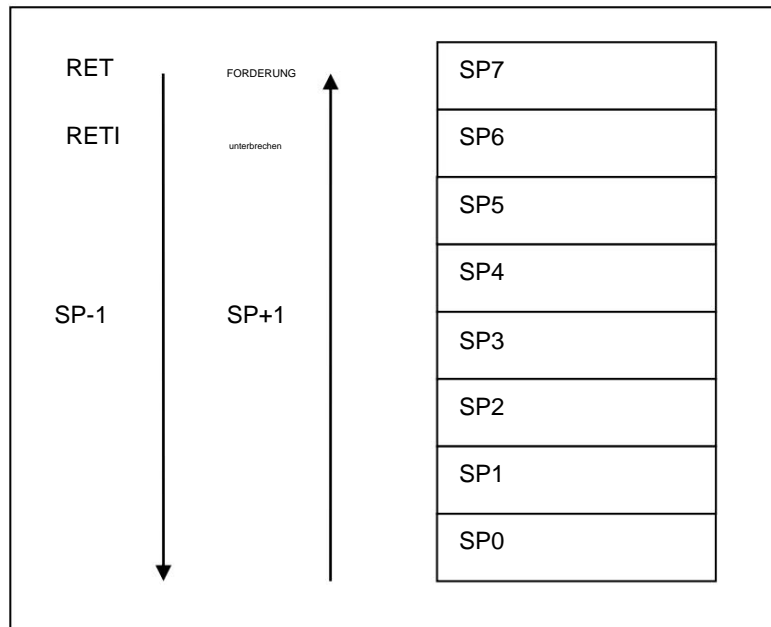 RET
FORDERUNG
RETI
unterbrechen
SP-1
SP+1
SP7
SP6
SP5
SP4
SP3
SP2
SP1
SP0